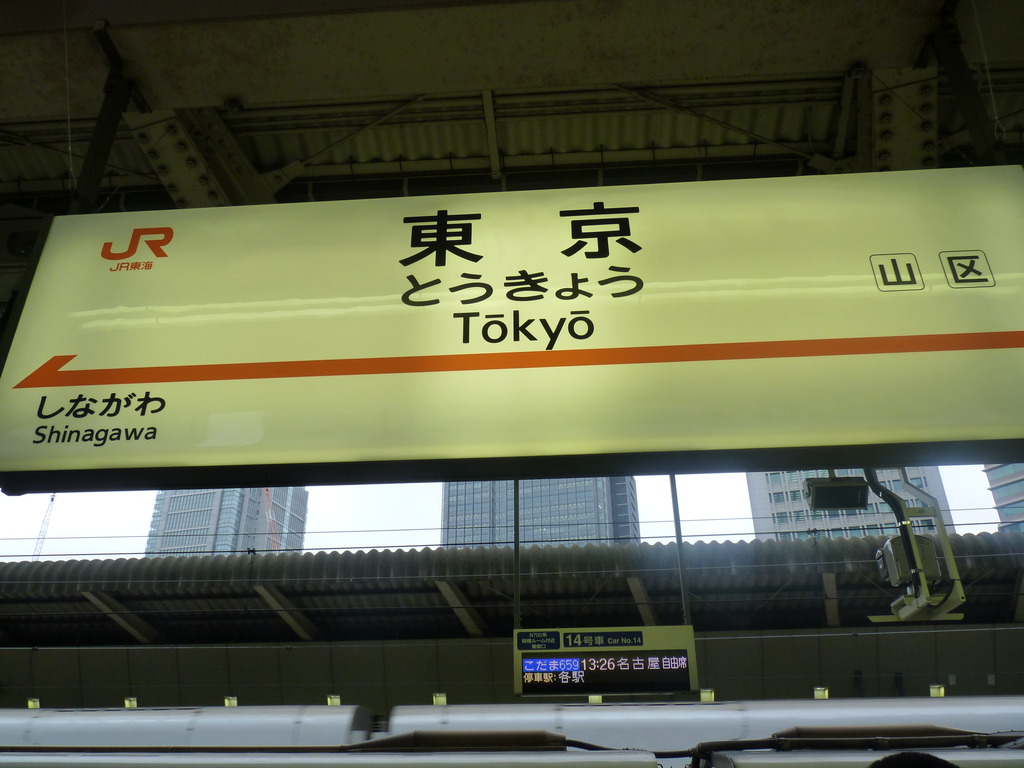 JR
JR東海
東京
とうきょう
Tōkyō
山 区
しながわ
Shinagawa
14号車 Car No.14
こだま659 13:26 名古屋 自由席
停車駅: 各駅